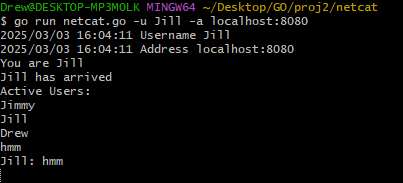 Drew@DESKTOP-MP3MOLK MINGW64 ~/Desktop/GO/proj2/netcat
$ go run netcat.go -u Jill -a localhost:8080
2025/03/03 16:04:11 Username Jill
2025/03/03 16:04:11 Address localhost:8080
You are Jill
Jill has arrived
Active Users:
Jimmy
Jill
Drew
hmm
Jill: hmm